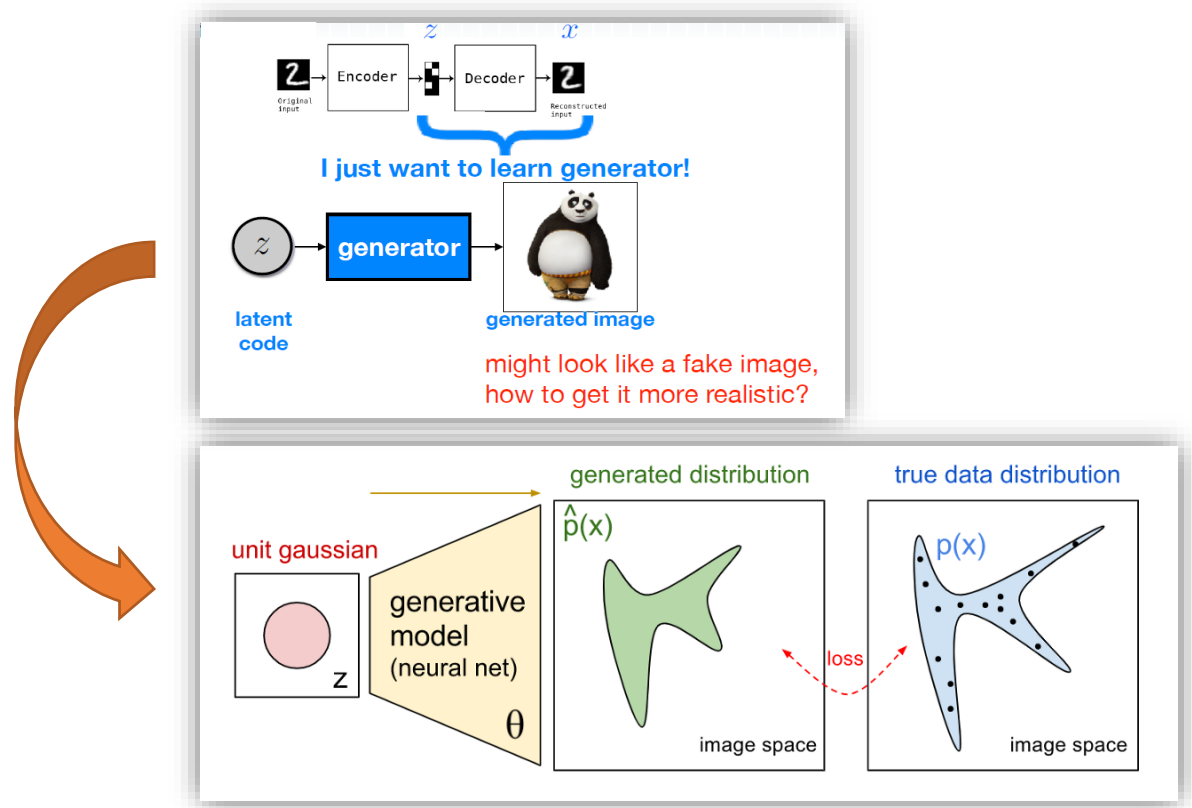 z x
Encoder Decoder
Original
input
Reconstructed
input
I just want to learn generator!
z generator
latent
code
generated image
might look like a fake image,
how to get it more realistic?
generated distribution true data distribution
p̂(x) p(x)
unit gaussian
z
generative
model
(neural net)
θ
loss
image space image space